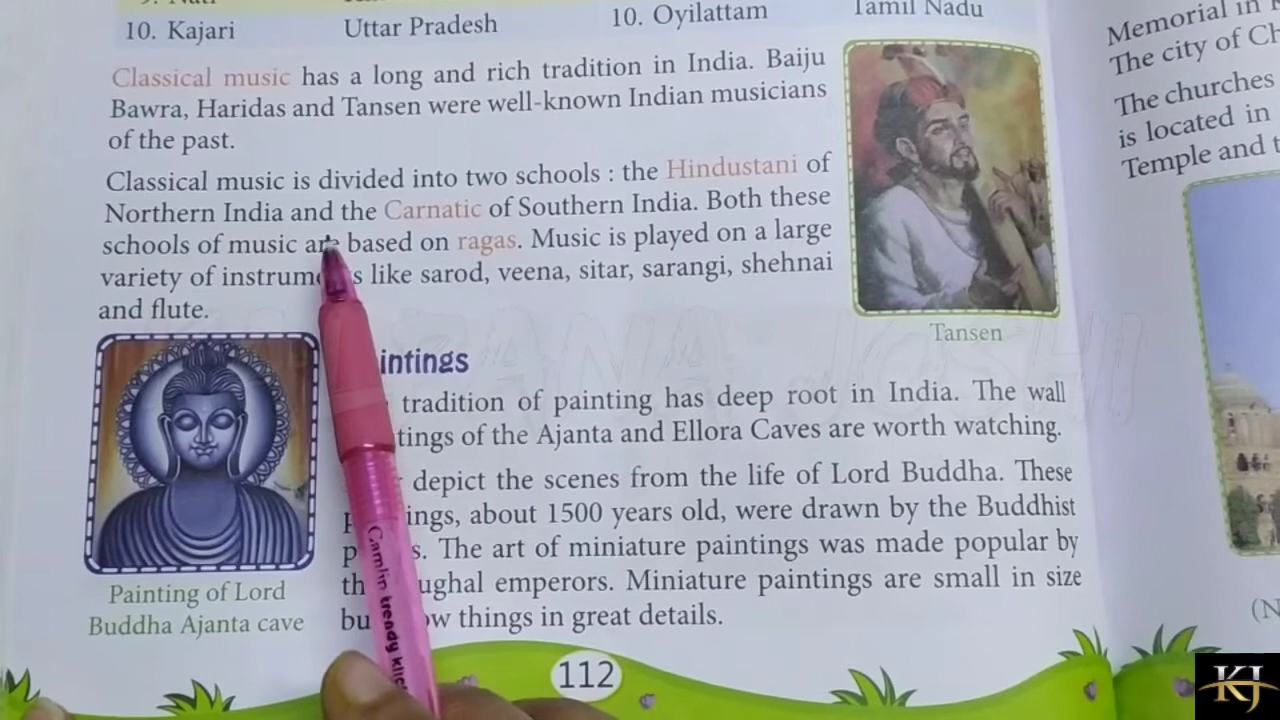 10. Kajari Uttar Pradesh 10. Oyilattam Tamil Nadu
Classical music has a long and rich tradition in India. Baiju
Bawra, Haridas and Tansen were well-known Indian musicians
of the past.
Classical music is divided into two schools : the Hindustani of
Northern India and the Carnatic of Southern India. Both these
schools of music are based on ragas. Music is played on a large
variety of instruments like sarod, veena, sitar, sarangi, shehnai
and flute.
Tansen
intings
tradition of painting has deep root in India. The wall
tings of the Ajanta and Ellora Caves are worth watching.
depict the scenes from the life of Lord Buddha. These
ings, about 1500 years old, were drawn by the Buddhist
s. The art of miniature paintings was made popular by
th ughal emperors. Miniature paintings are small in size
bu ow things in great details.
Painting of Lord
Buddha Ajanta cave
112
Camlin trendy klic
Memorial in
The city of Ch
The churches
is located in
Temple and t
(N
KJ